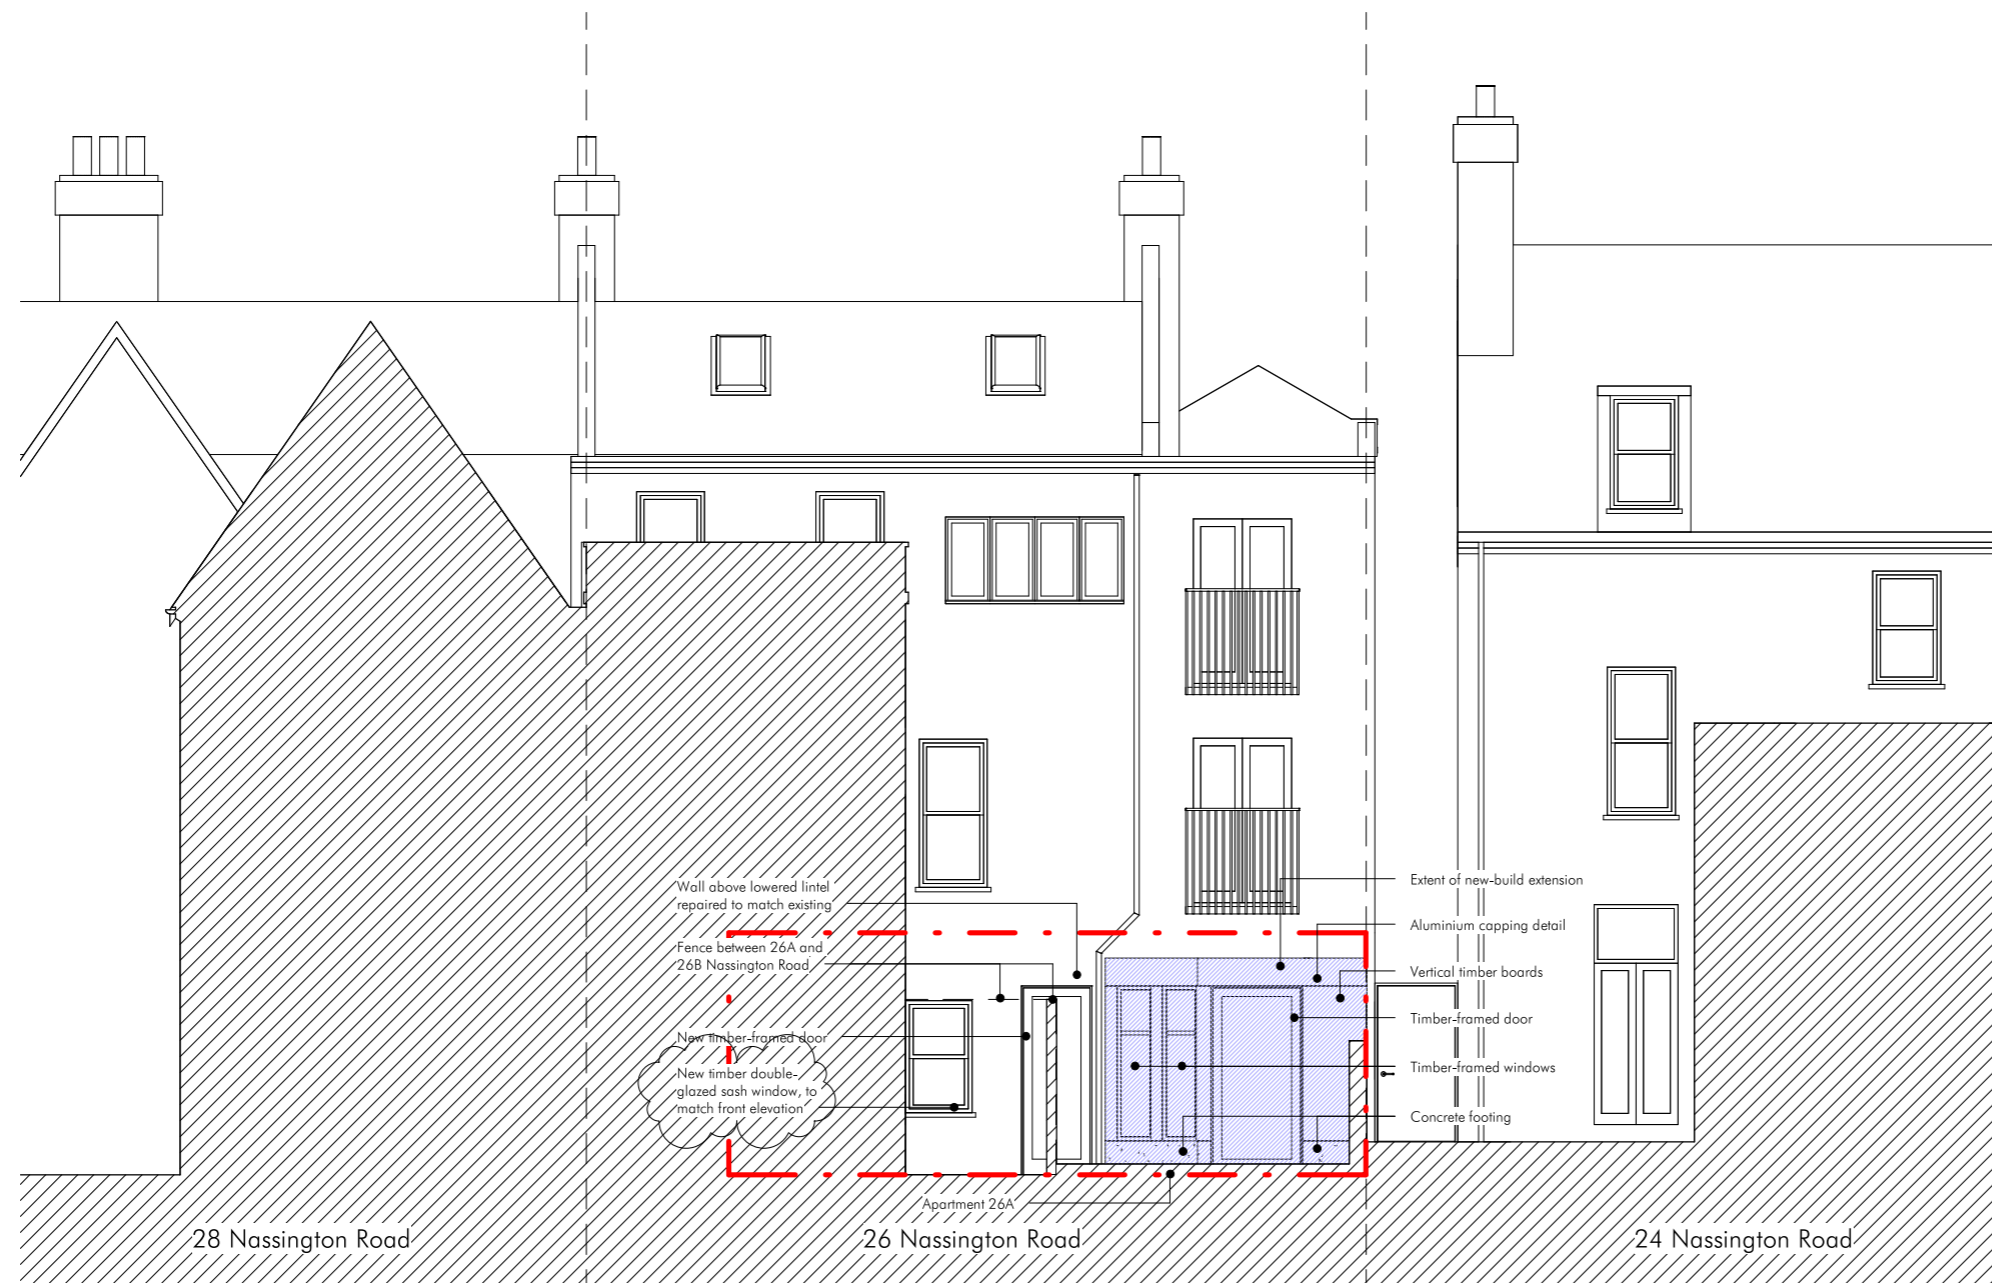 Wall above lowered lintel
repaired to match existing
Fence between 26A and
26B Nassington Road
New timber-framed door
New timber double-
glazed sash window, to
match front elevation
Extent of new-build extension
Aluminium capping detail
Vertical timber boards
Timber-framed door
Timber-framed windows
Concrete footing
Apartment 26A
28 Nassington Road
26 Nassington Road
24 Nassington Road